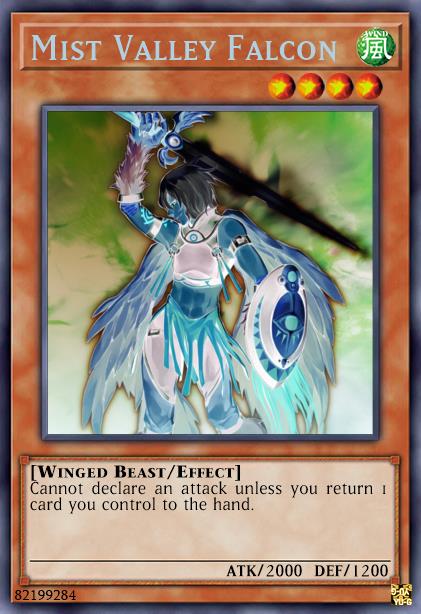 Mist Valley Falcon
WIND
風
[Winged Beast/Effect]
Cannot declare an attack unless you return 1
card you control to the hand.
ATK/2000 DEF/1200
82199284